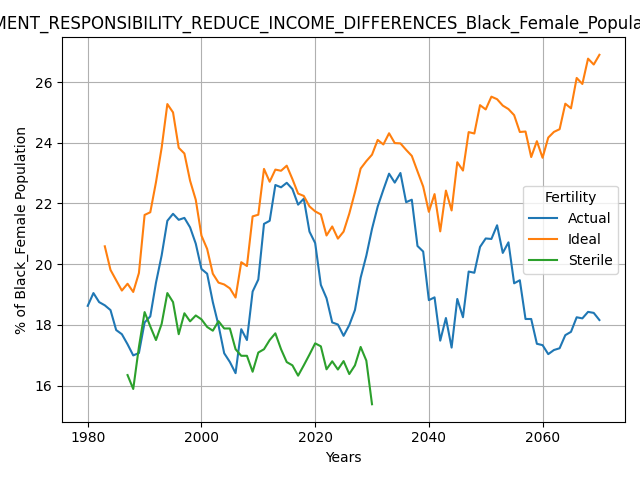 MENT_RESPONSIBILITY_REDUCE_INCOME_DIFFERENCES_Black_Female_Popula
26
24
22
20
18
16
% of Black_Female Population
Fertility
Actual
Ideal
Sterile
1980
2000
2020
2040
2060
Years